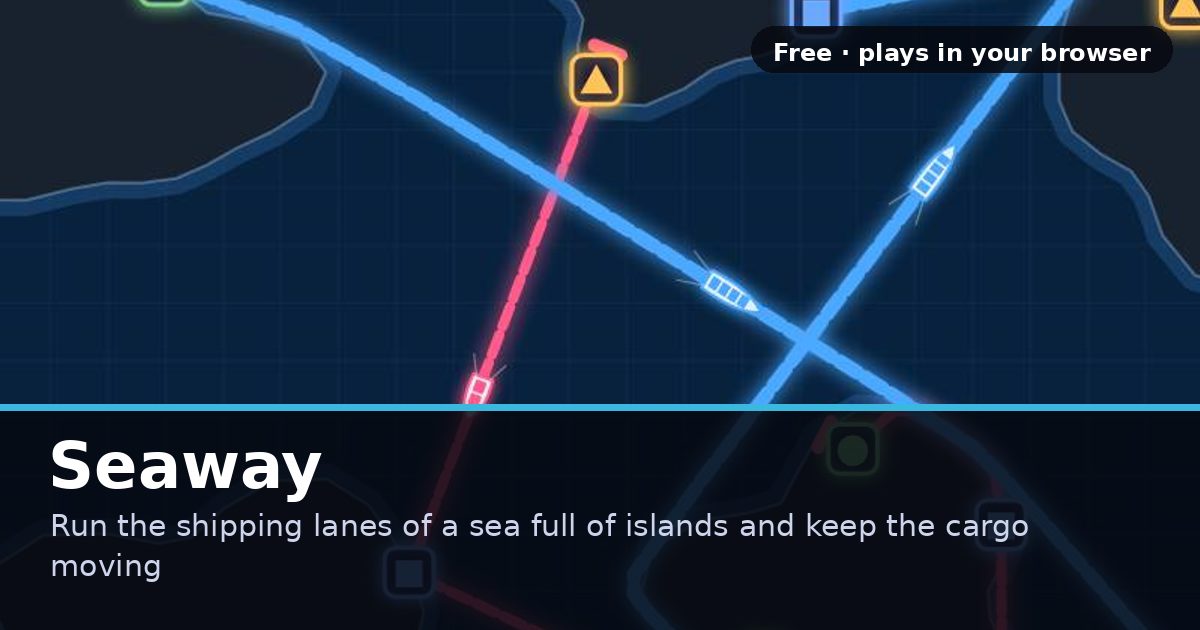 Free · plays in your browser
Seaway
Run the shipping lanes of a sea full of islands and keep the cargo
moving